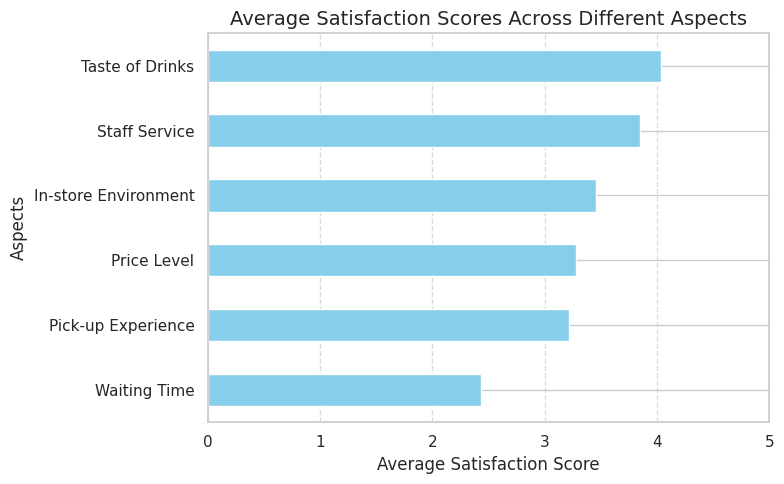 Average Satisfaction Scores Across Different Aspects
Aspects
Taste of Drinks
Staff Service
In-store Environment
Price Level
Pick-up Experience
Waiting Time
0 1 2 3 4 5
Average Satisfaction Score